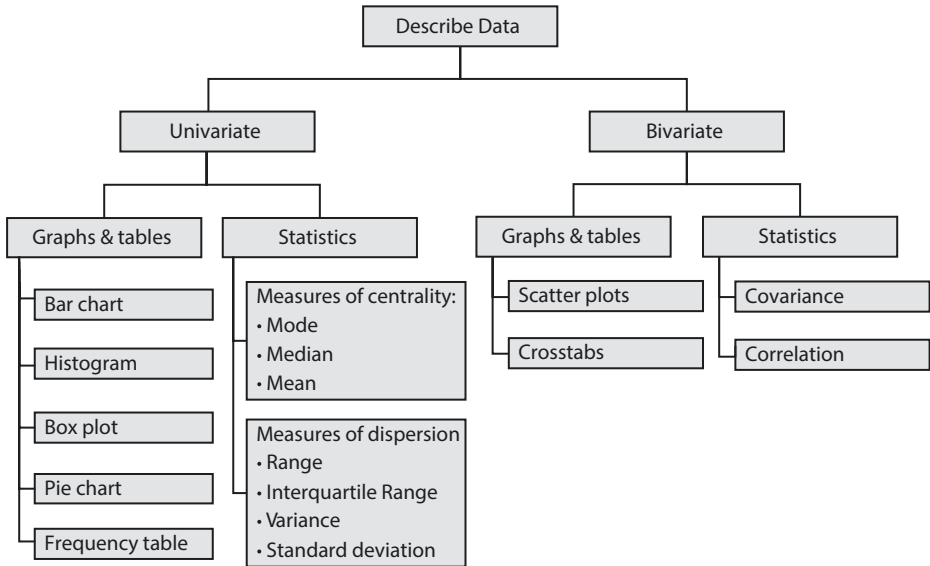 Describe Data
Univariate
Bivariate
Graphs & tables
Statistics
Graphs & tables
Statistics
Bar chart
Histogram
Box plot
Pie chart
Frequency table
Measures of centrality:
• Mode
• Median
• Mean
Measures of dispersion
• Range
• Interquartile Range
• Variance
• Standard deviation
Scatter plots
Crosstabs
Covariance
Correlation